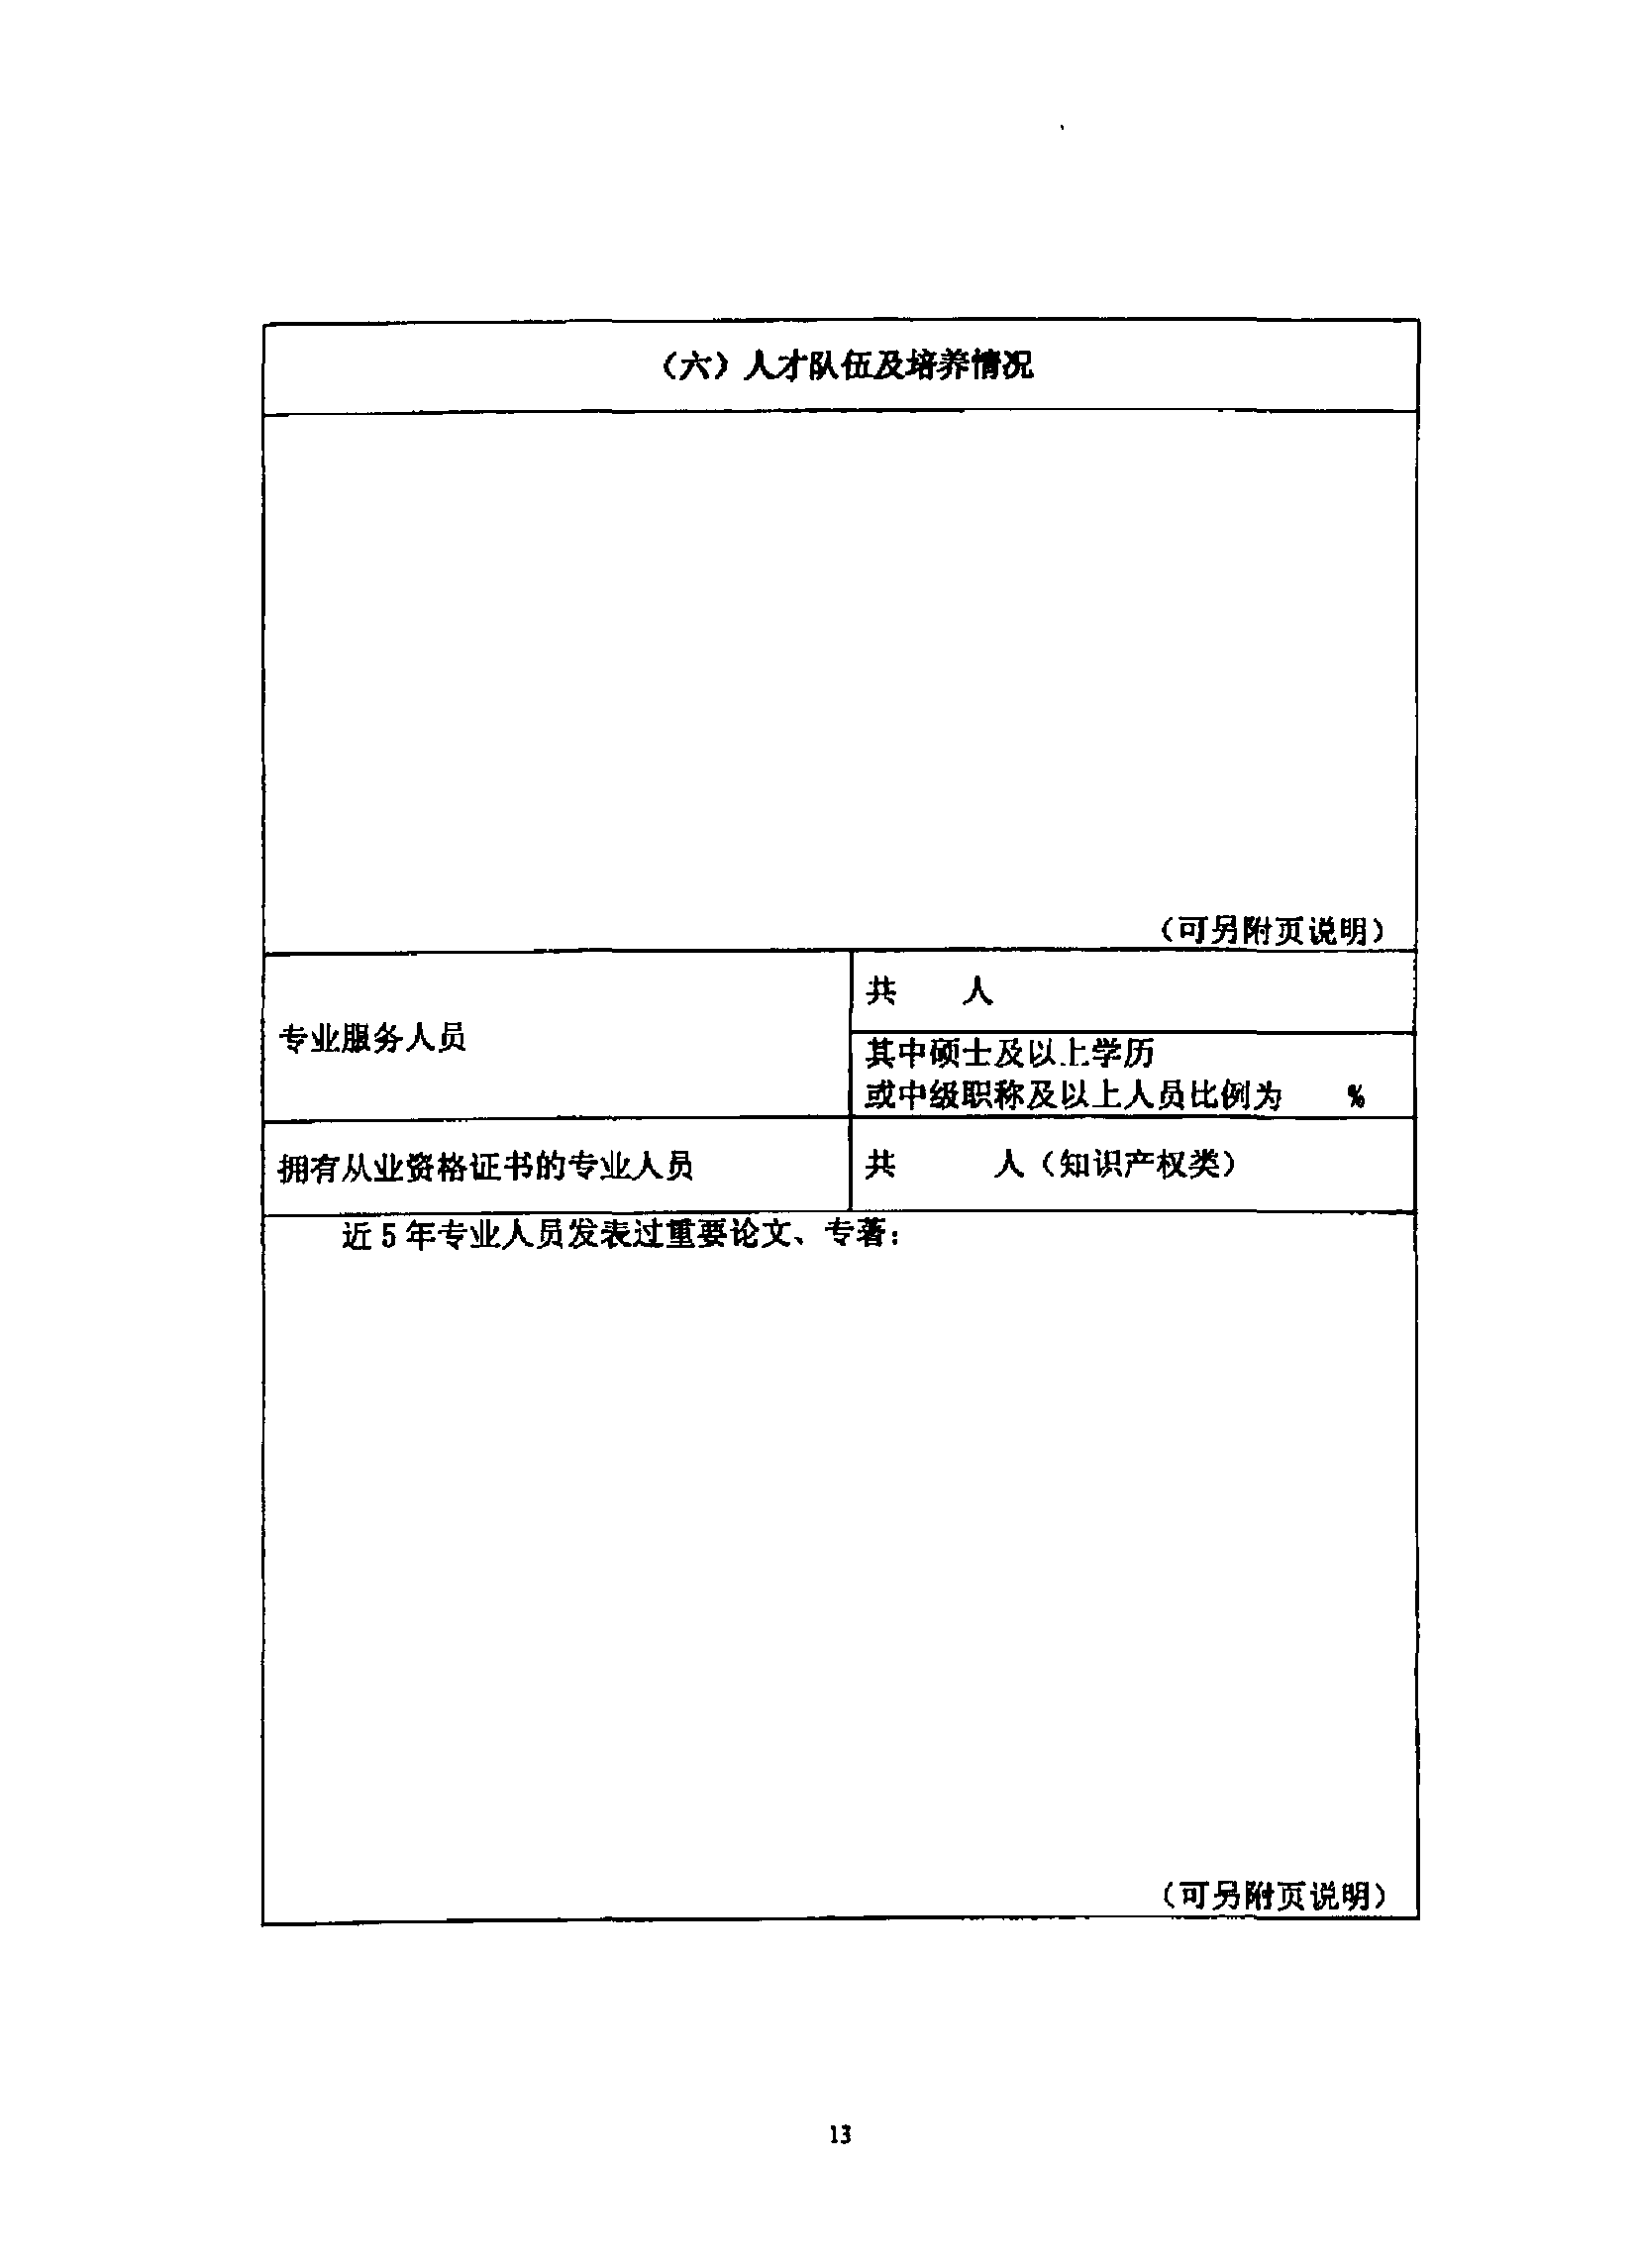 （六）人才队伍及培养情况
（可另附页说明）
专业服务人员
共　　人
其中硕士及以上学历
或中级职称及以上人员比例为　　%
拥有从业资格证书的专业人员
共　　　人（知识产权类）
近 5 年专业人员发表过重要论文、专著：
（可另附页说明）
13